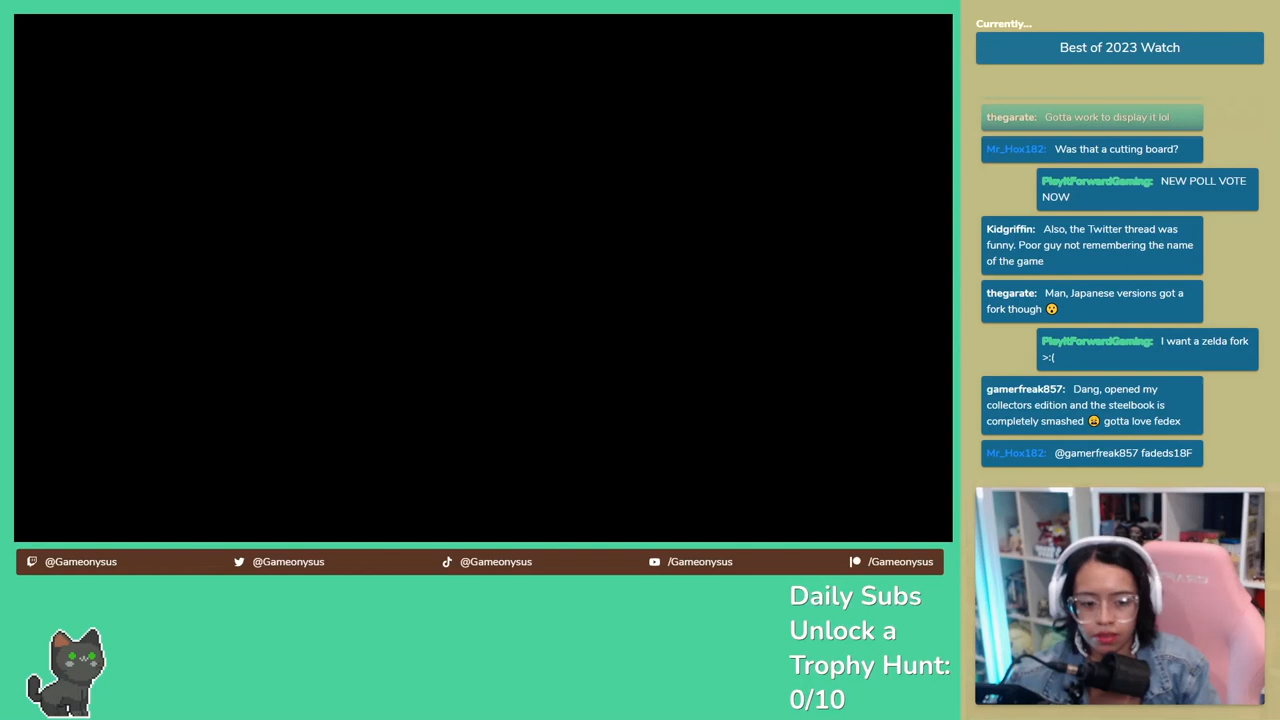 Currently...
Best of 2023 Watch
thegarate: Gotta work to display it lol
Mr_Hox182: Was that a cutting board?
PlayItForwardGaming: NEW POLL VOTE
NOW
Kidgriffin: Also, the Twitter thread was
funny. Poor guy not remembering the name
of the game
thegarate: Man, Japanese versions got a
fork though 😮
PlayItForwardGaming: I want a zelda fork
>:(
gamerfreak857: Dang, opened my
collectors edition and the steelbook is
completely smashed 😩 gotta love fedex
Mr_Hox182: @gamerfreak857 fadeds18F
@Gameonysus
@Gameonysus
@Gameonysus
/Gameonysus
/Gameonysus
Daily Subs
Unlock a
Trophy Hunt:
0/10